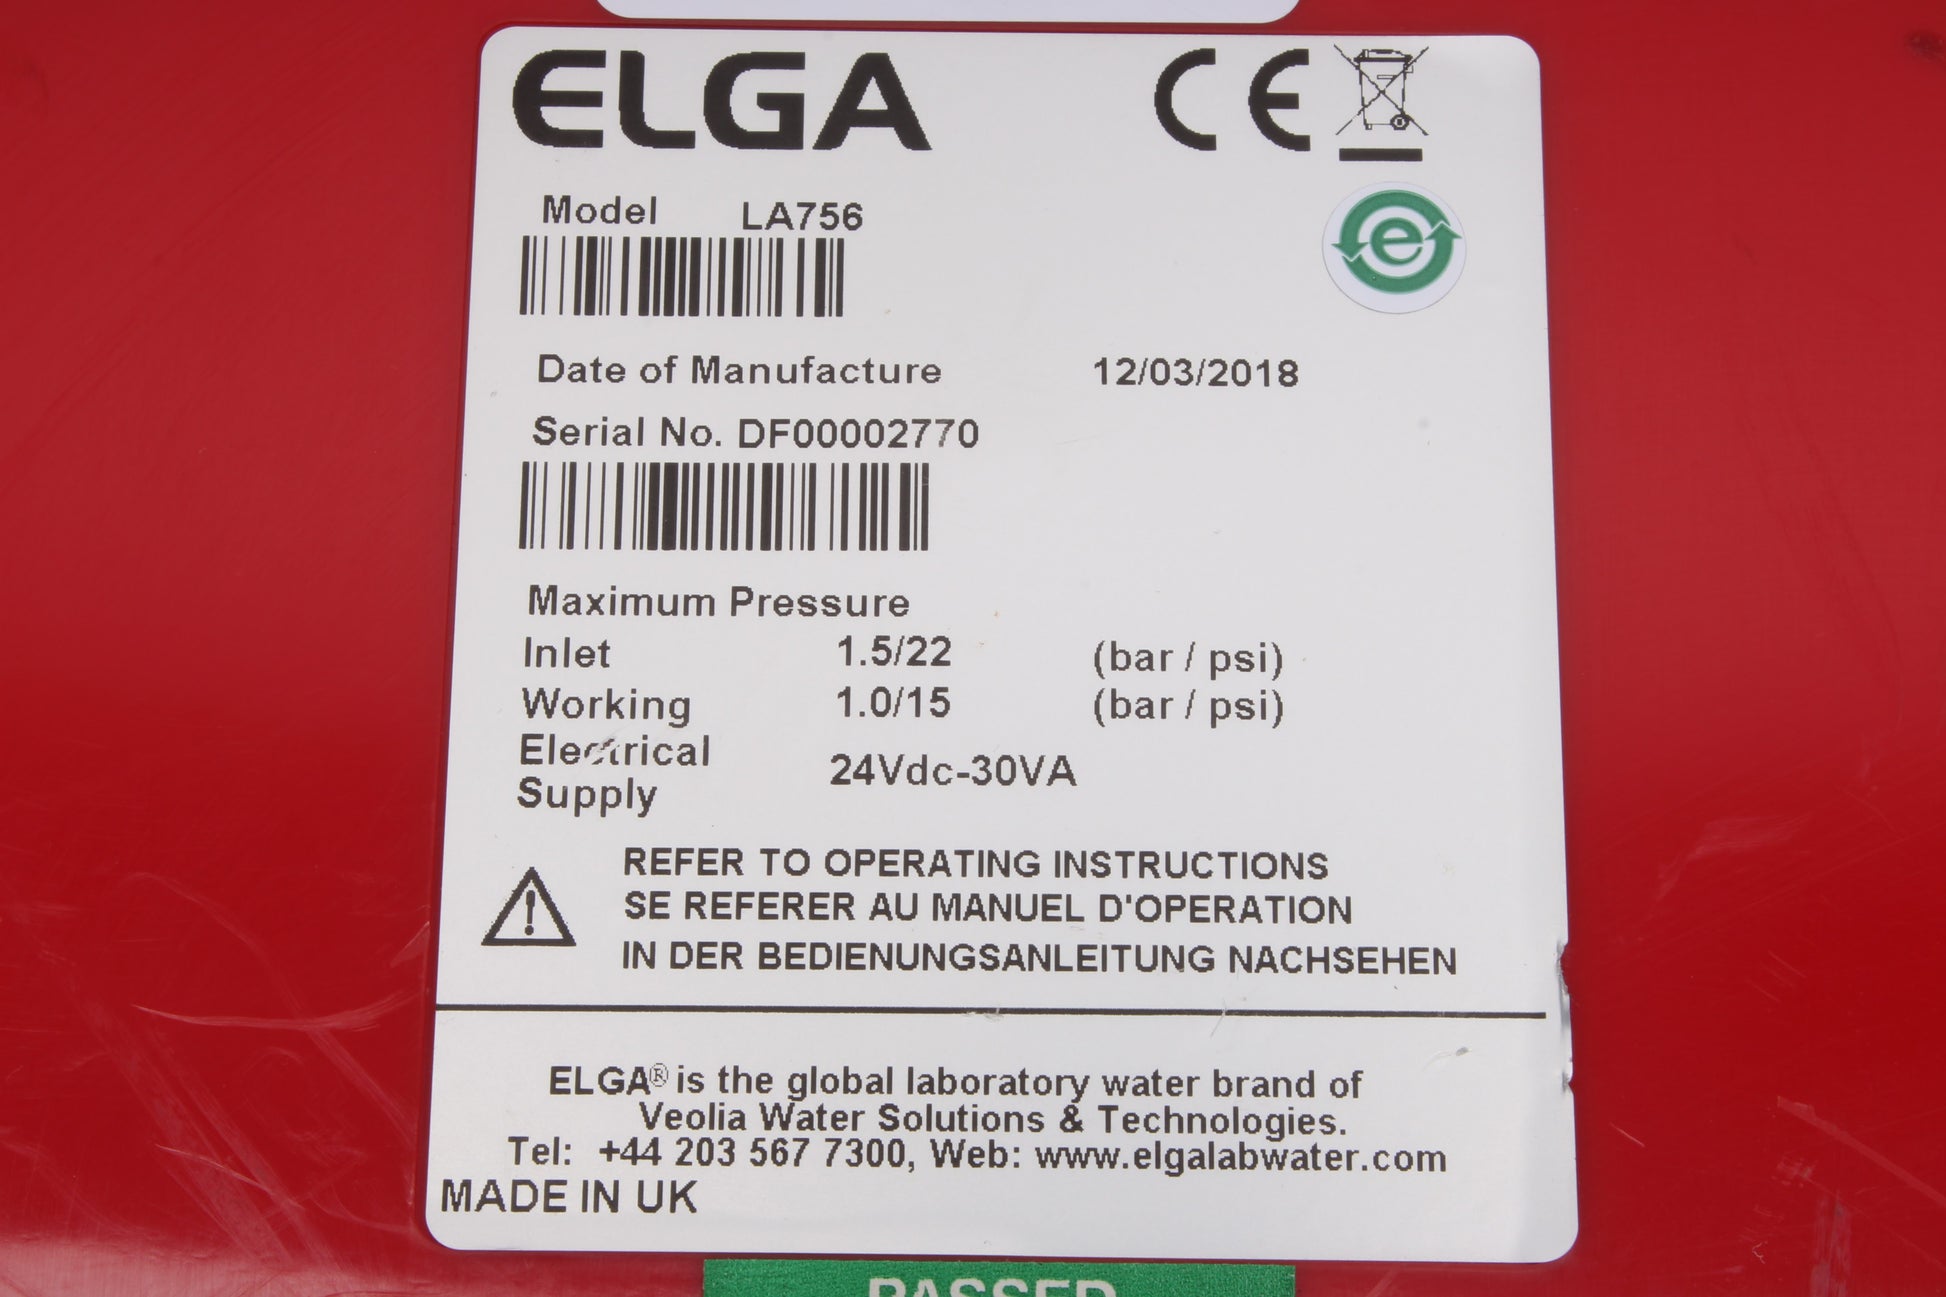 ELGA CE
Model LA756
Date of Manufacture 12/03/2018
Serial No. DF00002770
Maximum Pressure
Inlet 1.5/22 (bar / psi)
Working 1.0/15 (bar / psi)
Electrical
Supply 24Vdc-30VA
REFER TO OPERATING INSTRUCTIONS
SE REFERER AU MANUEL D'OPERATION
IN DER BEDIENUNGSANLEITUNG NACHSEHEN
ELGA® is the global laboratory water brand of
Veolia Water Solutions & Technologies.
Tel: +44 203 567 7300, Web: www.elgalabwater.com
MADE IN UK
PASSED